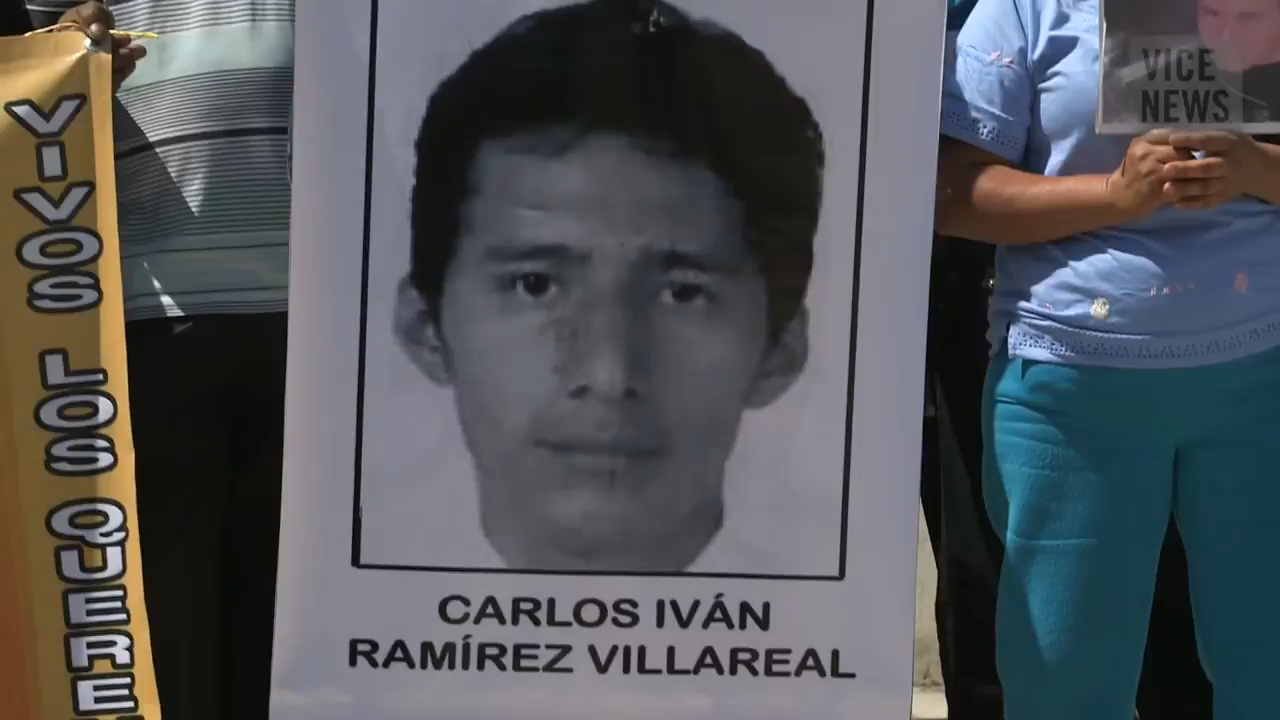 VIVOS LOS QUERE
CARLOS IVÁN
RAMÍREZ VILLAREAL
VICE
NEWS